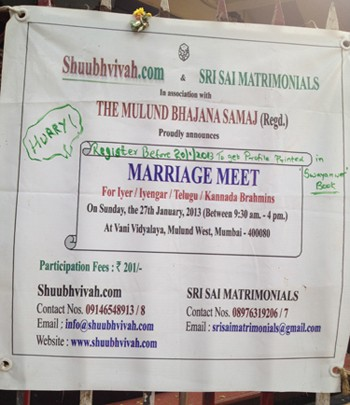 Shuubhvivah.com & SRI SAI MATRIMONIALS
In association with
THE MULUND BHAJANA SAMAJ (Regd.)
Proudly announces
HURRY!
Register Before 20/1/2013 To get Profile Printed in
"Swayamvar"
Book
MARRIAGE MEET
For Iyer / Iyengar / Telugu / Kannada Brahmins
On Sunday, the 27th January, 2013 (Between 9:30 am. - 4 pm.)
At Vani Vidyalaya, Mulund West, Mumbai - 400080
Participation Fees : ₹ 201/-
Shuubhvivah.com
Contact Nos. 09146548913 / 8
Email : info@shuubhvivah.com
Website : www.shuubhvivah.com
SRI SAI MATRIMONIALS
Contact Nos. 08976319206 / 7
Email : srisaimatrimonials@gmail.com